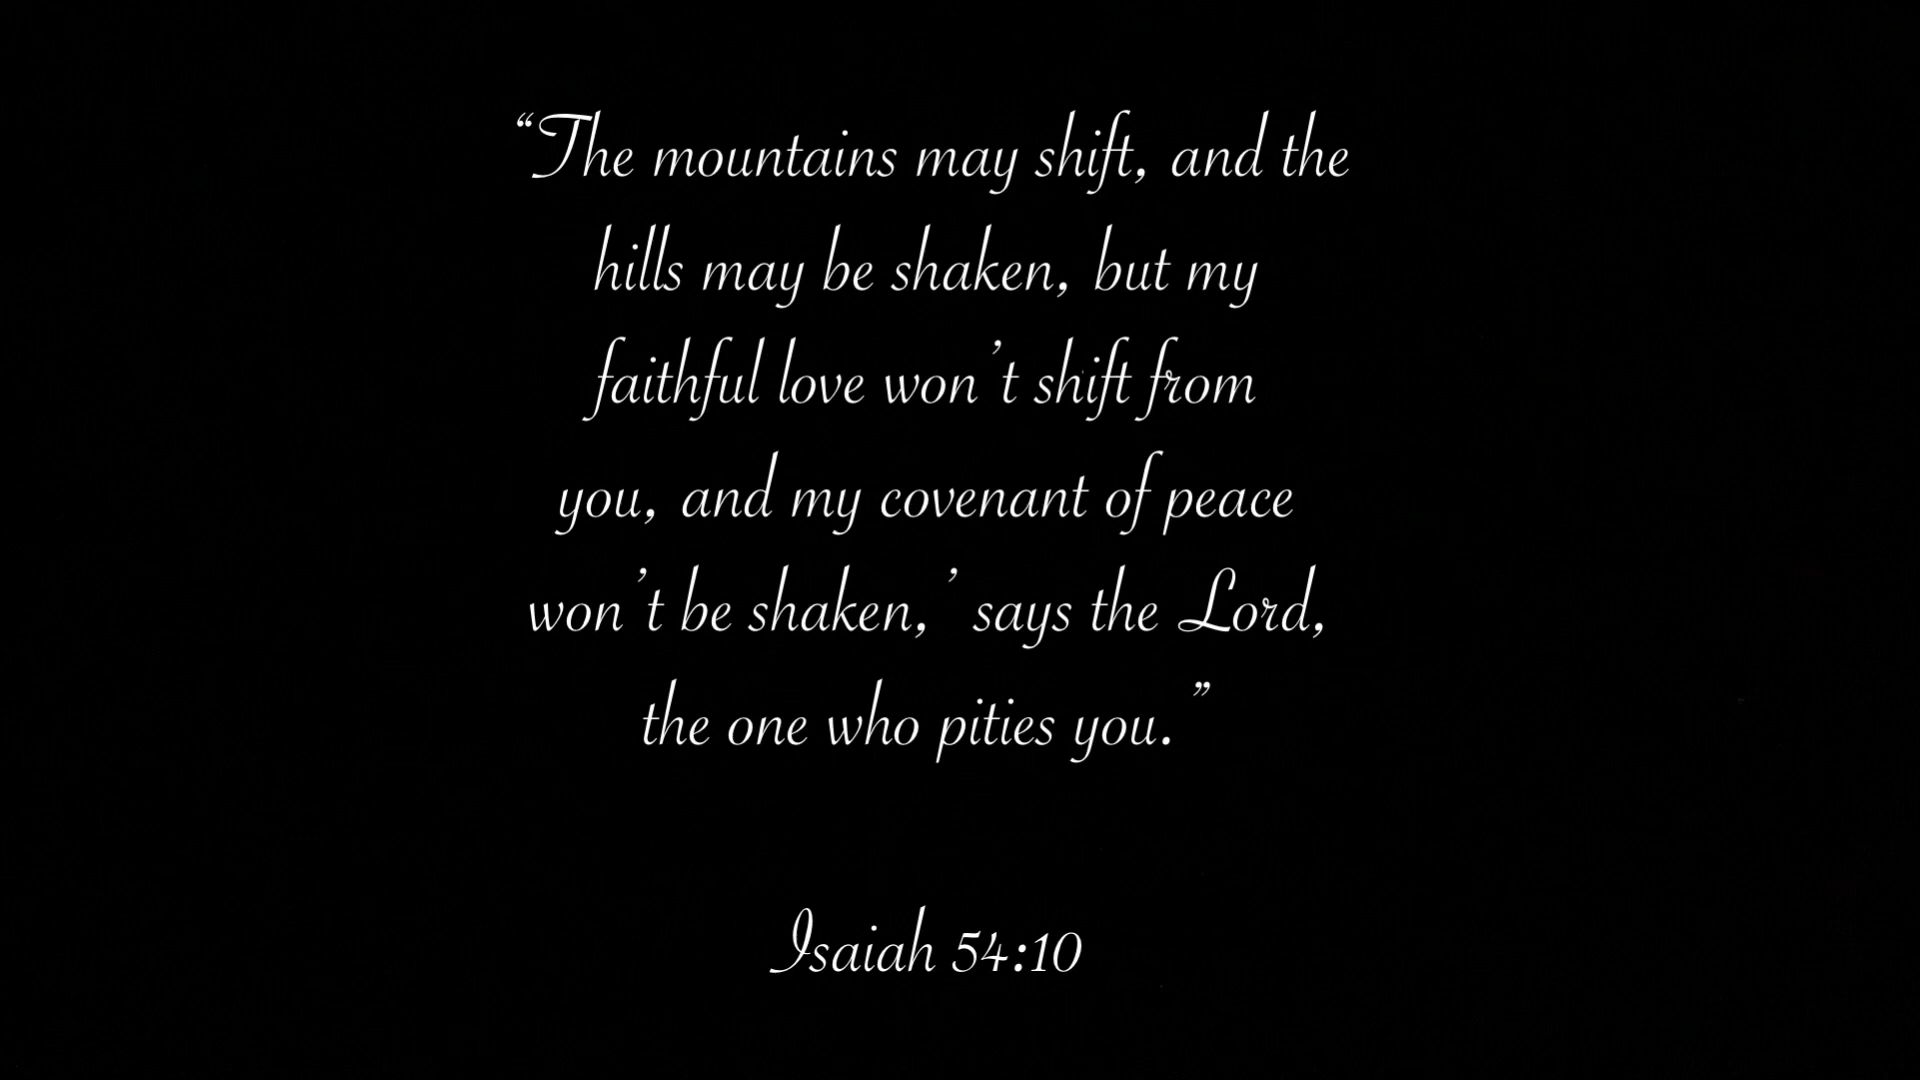 “The mountains may shift, and the
hills may be shaken, but my
faithful love won’t shift from
you, and my covenant of peace
won’t be shaken,’ says the Lord,
the one who pities you.”
Isaiah 54:10